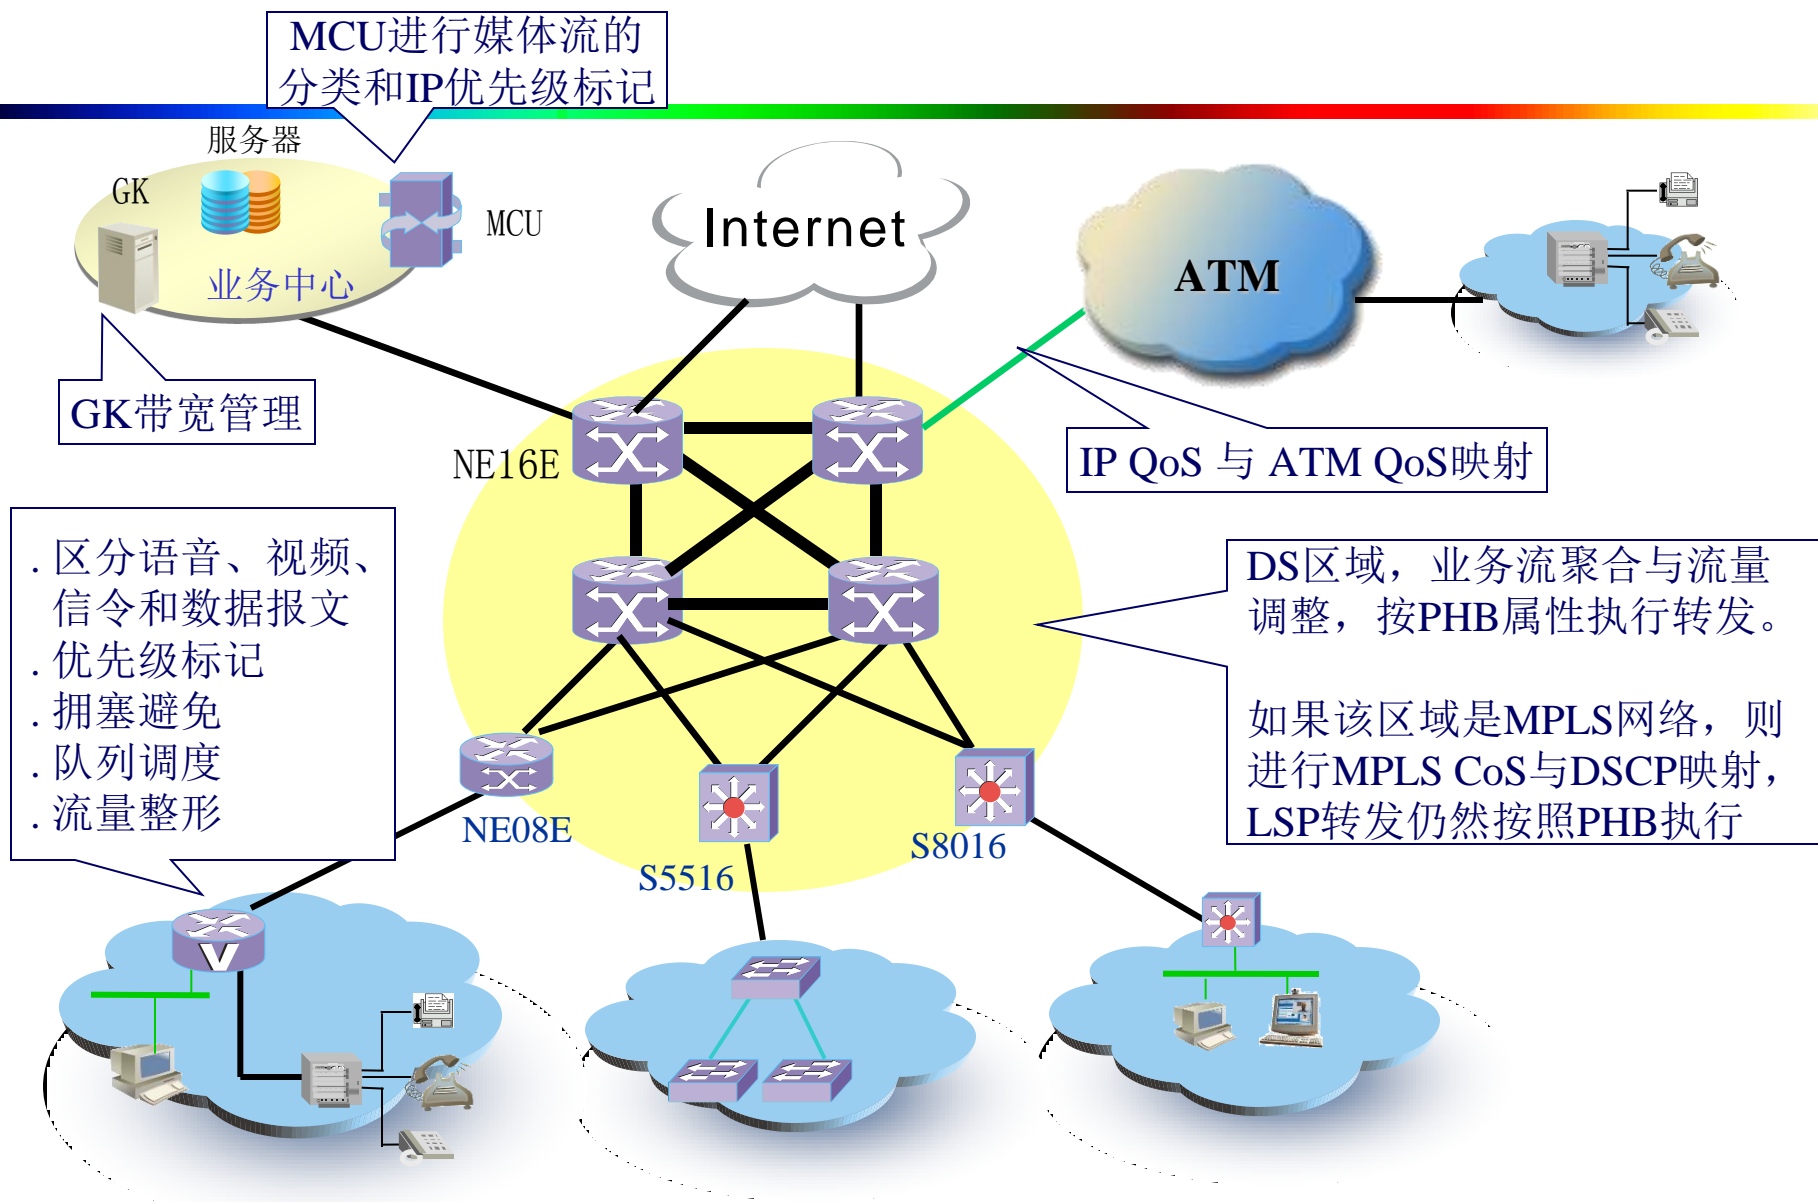 MCU进行媒体流的
分类和IP优先级标记
服务器
GK
MCU
业务中心
Internet
ATM
GK带宽管理
NE16E
IP QoS 与 ATM QoS映射
. 区分语音、视频、
信令和数据报文
. 优先级标记
. 拥塞避免
. 队列调度
. 流量整形
DS区域，业务流聚合与流量
调整，按PHB属性执行转发。
如果该区域是MPLS网络，则
进行MPLS CoS与DSCP映射，
LSP转发仍然按照PHB执行
NE08E
S5516
S8016
V